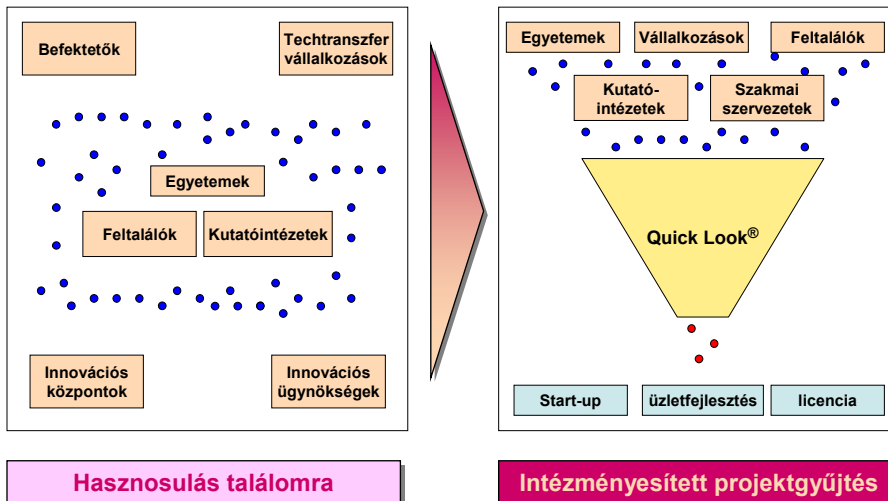 Befektetők
Techtranszfer
vállalkozások
Egyetemek
Feltalálók
Kutatóintézetek
Innovációs
központok
Innovációs
ügynökségek
Hasznosulás találomra
Egyetemek
Vállalkozások
Feltalálók
Kutató-
intézetek
Szakmai
szervezetek
Quick Look®
Start-up
üzletfejlesztés
licencia
Intézményesített projektgyűjtés